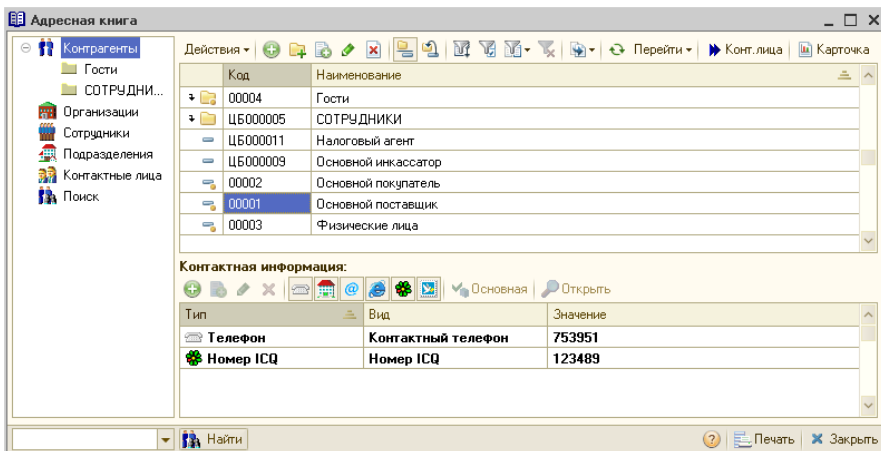 Адресная книга
Контрагенты
Гости
СОТРУДНИ...
Организации
Сотрудники
Подразделения
Контактные лица
Поиск
Действия Перейти Конт.лица Карточка
Код Наименование
00004 Гости
ЦБ000005 СОТРУДНИКИ
ЦБ000011 Налоговый агент
ЦБ000009 Основной инкассатор
00002 Основной покупатель
00001 Основной поставщик
00003 Физические лица
Контактная информация:
Основная Открыть
Тип Вид Значение
Телефон Контактный телефон 753951
Номер ICQ Номер ICQ 123489
Найти Печать Закрыть